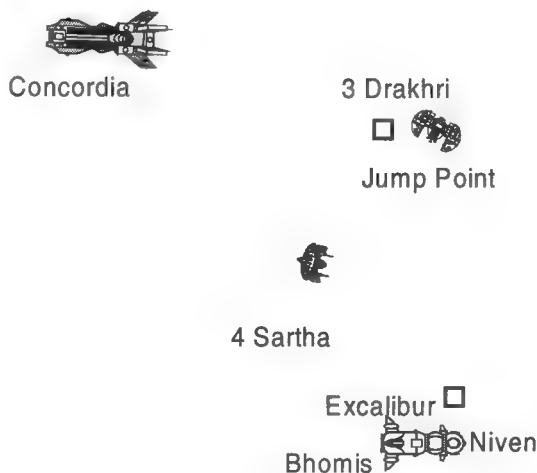 Concordia
3 Drakhri
Jump Point
4 Sartha
Excalibur
Niven
Bhomis